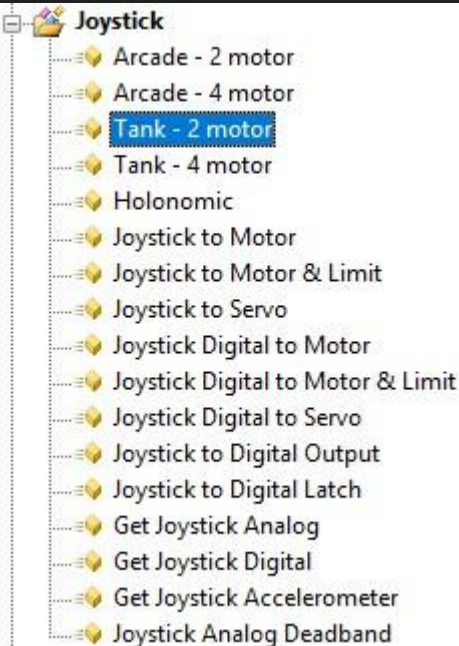 Joystick
Arcade - 2 motor
Arcade - 4 motor
Tank - 2 motor
Tank - 4 motor
Holonomic
Joystick to Motor
Joystick to Motor & Limit
Joystick to Servo
Joystick Digital to Motor
Joystick Digital to Motor & Limit
Joystick Digital to Servo
Joystick to Digital Output
Joystick to Digital Latch
Get Joystick Analog
Get Joystick Digital
Get Joystick Accelerometer
Joystick Analog Deadband